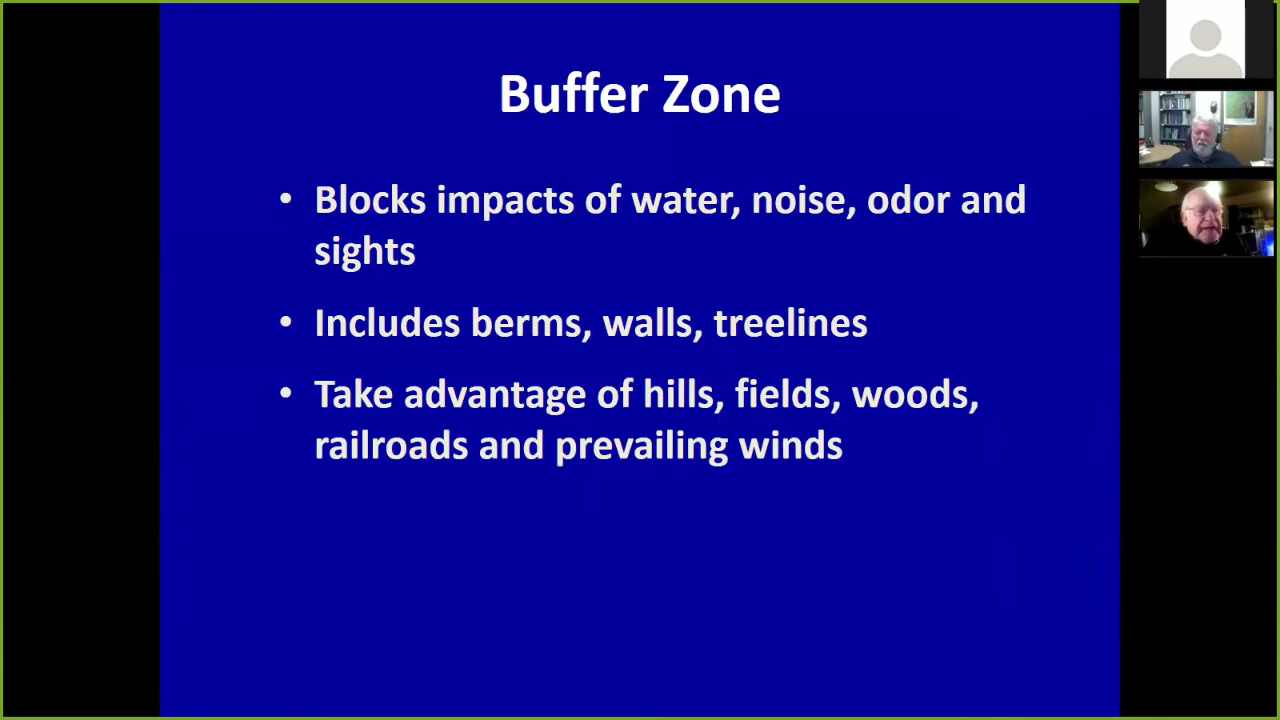 Buffer Zone
• Blocks impacts of water, noise, odor and
sights
• Includes berms, walls, treelines
• Take advantage of hills, fields, woods,
railroads and prevailing winds